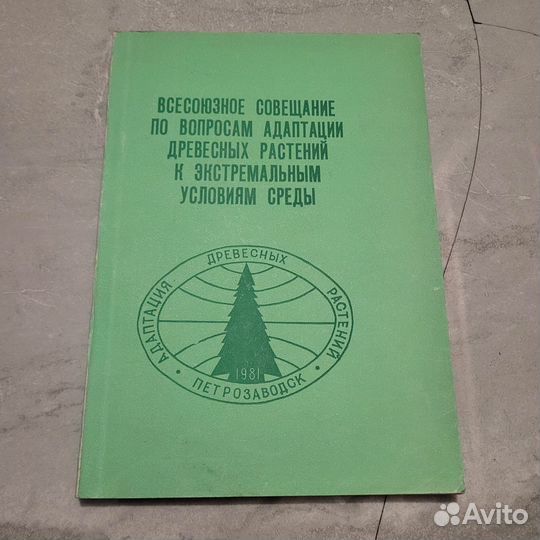 ВСЕСОЮЗНОЕ СОВЕЩАНИЕ
ПО ВОПРОСАМ АДАПТАЦИИ
ДРЕВЕСНЫХ РАСТЕНИЙ
К ЭКСТРЕМАЛЬНЫМ
УСЛОВИЯМ СРЕДЫ
АДАПТАЦИЯ ДРЕВЕСНЫХ РАСТЕНИЙ
1981
· ПЕТРОЗАВОДСК ·
Avito